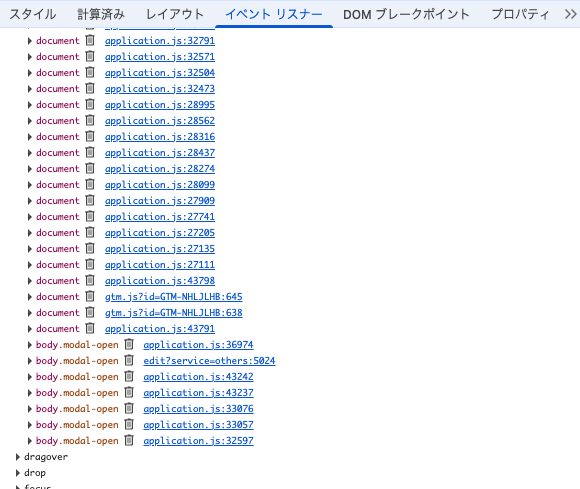 スタイル 計算済み レイアウト イベント リスナー DOM ブレークポイント プロパティ
document application.js:32791
document application.js:32571
document application.js:32504
document application.js:32473
document application.js:28995
document application.js:28562
document application.js:28316
document application.js:28437
document application.js:28274
document application.js:28099
document application.js:27909
document application.js:27741
document application.js:27205
document application.js:27135
document application.js:27111
document application.js:43798
document gtm.js?id=GTM-NHLJLHB:645
document gtm.js?id=GTM-NHLJLHB:638
document application.js:43791
body.modal-open application.js:36974
body.modal-open edit?service=others:5024
body.modal-open application.js:43242
body.modal-open application.js:43237
body.modal-open application.js:33076
body.modal-open application.js:33057
body.modal-open application.js:32597
dragover
drop